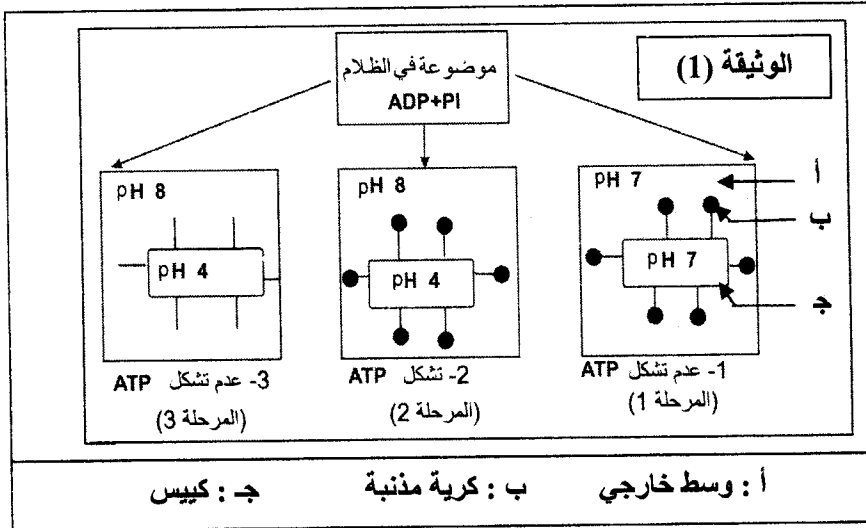 الوثيقة (1)
موضوعة في الظلام
ADP+PI
pH 7
أ
ب
pH 7
جـ
1- عدم تشكل ATP
(المرحلة 1)
pH 8
pH 4
2- تشكل ATP
(المرحلة 2)
pH 8
pH 4
3- عدم تشكل ATP
(المرحلة 3)
أ : وسط خارجي ب : كرية مذنبة جـ : كييس